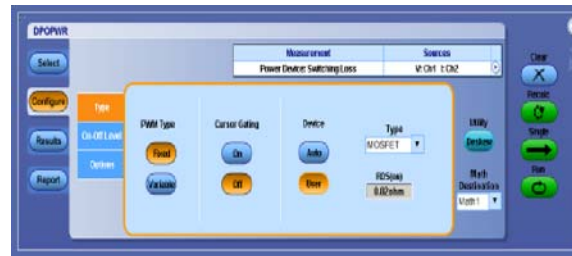 DPOPWR
Measurement Sources
Power Device: Switching Loss V: Ch1 I: Ch2
Select
Configure
Results
Report
Type
On-Off Level
Options
PWM Type
Fixed
Variable
Cursor Gating
On
Off
Device
Auto
User
Type
MOSFET
RDS(on)
0.02ohm
Utility
Deskew
Math
Destination
Math1
Clear
X
Recalc
Single
Run